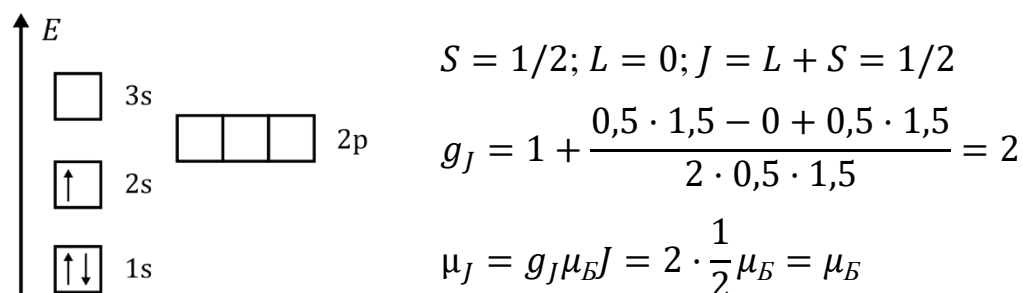 E
3s
2p
2s
1s
S = 1/2; L = 0; J = L + S = 1/2
g_J = 1 + (0,5 · 1,5 − 0 + 0,5 · 1,5) / (2 · 0,5 · 1,5) = 2
μ_J = g_J μ_Б J = 2 · 1/2 μ_Б = μ_Б